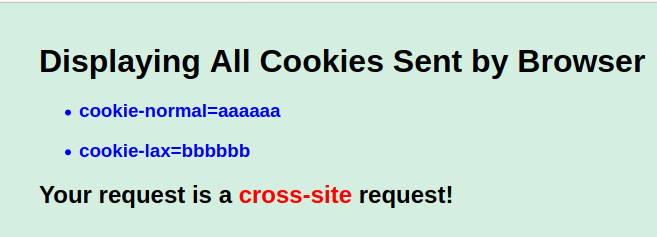 Displaying All Cookies Sent by Browser
• cookie-normal=aaaaaa
• cookie-lax=bbbbbb
Your request is a cross-site request!